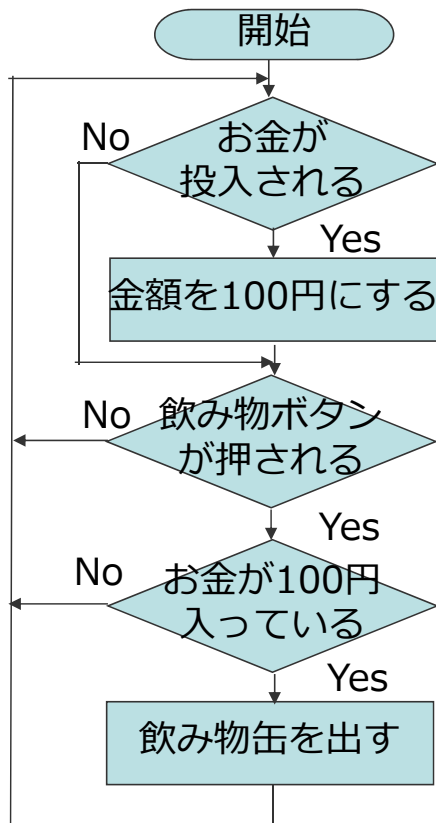 開始
No
お金が
投入される
Yes
金額を100円にする
No
飲み物ボタン
が押される
Yes
No
お金が100円
入っている
Yes
飲み物缶を出す